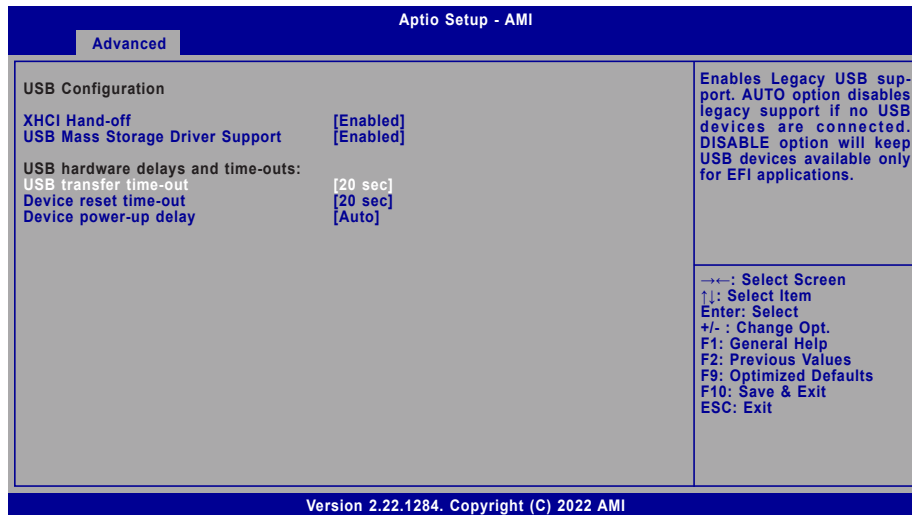 Aptio Setup - AMI
Advanced
USB Configuration
XHCI Hand-off [Enabled]
USB Mass Storage Driver Support [Enabled]
USB hardware delays and time-outs:
USB transfer time-out [20 sec]
Device reset time-out [20 sec]
Device power-up delay [Auto]
Enables Legacy USB sup-
port. AUTO option disables
legacy support if no USB
devices are connected.
DISABLE option will keep
USB devices available only
for EFI applications.
→←: Select Screen
↑↓: Select Item
Enter: Select
+/- : Change Opt.
F1: General Help
F2: Previous Values
F9: Optimized Defaults
F10: Save & Exit
ESC: Exit
Version 2.22.1284. Copyright (C) 2022 AMI